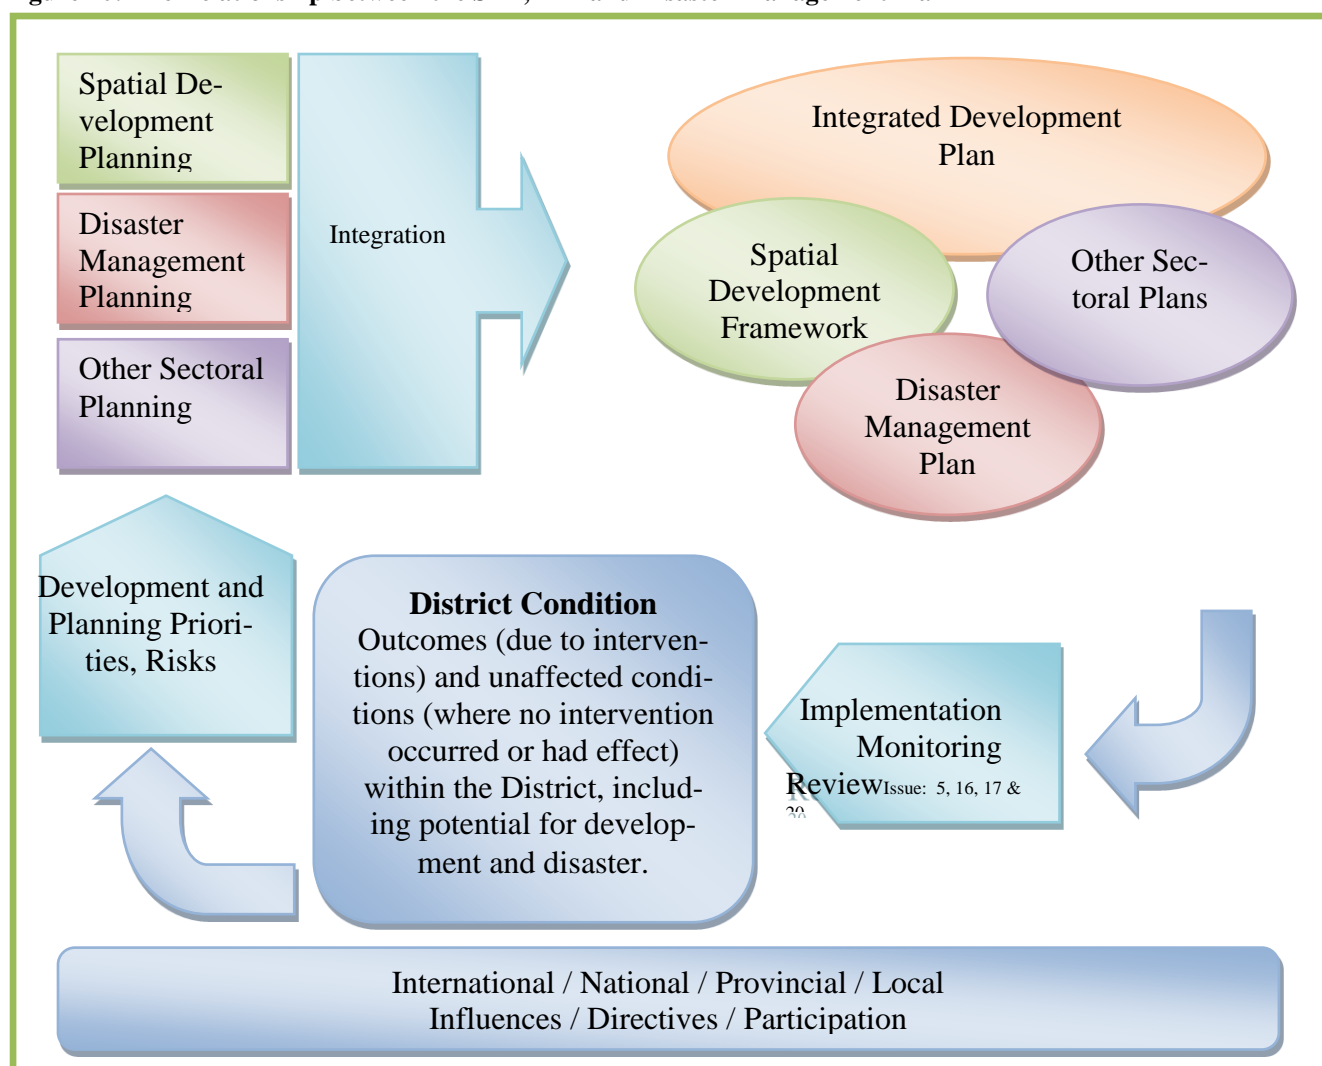 Spatial De-
velopment
Planning
Disaster
Management
Planning
Other Sectoral
Planning
Integration
Integrated Development
Plan
Spatial
Development
Framework
Other Sec-
toral Plans
Disaster
Management
Plan
Development and
Planning Priori-
ties, Risks
District Condition
Outcomes (due to interven-
tions) and unaffected condi-
tions (where no intervention
occurred or had effect)
within the District, includ-
ing potential for develop-
ment and disaster.
Implementation
Monitoring
Review Issue: 5, 16, 17 &
20
International / National / Provincial / Local
Influences / Directives / Participation